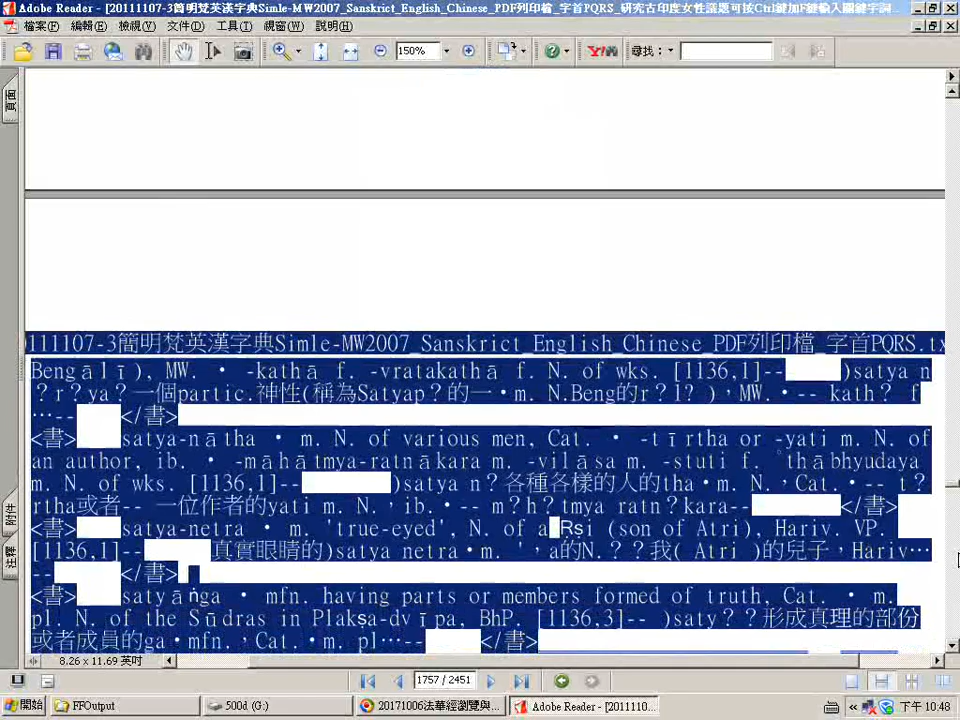 Adobe Reader - [20111107-3簡明梵英漢字典Simle-MW2007_Sanskrict_English_Chinese_PDF列印檔_字首PQRS_研究古印度女性議題可按Ctrl鍵加F鍵輸入關鍵字詞
檔案(F) 編輯(E) 檢視(V) 文件(D) 工具(T) 視窗(W) 說明(H)
150% Y! 尋找:
頁面
附件
註釋
111107-3簡明梵英漢字典Simle-MW2007_Sanskrict_English_Chinese_PDF列印檔_字首PQRS.tx
Bengālī), MW. • -kathā f. -vratakathā f. N. of wks. [1136,1]-- )satya n
?r?ya?一個partic.神性(稱為Satyap?的一•m. N.Beng的r?l? )，MW.•-- kath? f
…-- </書>
<書> satya-nātha • m. N. of various men, Cat. • -tīrtha or -yati m. N. of
an author, ib. • -māhātmya-ratnākara m. -vilāsa m. -stuti f. °thābhyudaya
m. N. of wks. [1136,1]-- )satya n?各種各樣的人的tha•m. N.，Cat.•-- t?
rtha或者-- 一位作者的yati m. N.，ib.•-- m?h?tmya ratn?kara-- </書>
<書> satya-netra • m. 'true-eyed', N. of a Ṛṣi (son of Atri), Hariv. VP.
[1136,1]-- 真實眼睛的)satya netra•m. '，a的N.??我( Atri )的兒子，Hariv…
-- </書>
<書> satyāṅga • mfn. having parts or members formed of truth, Cat. • m.
pl. N. of the Sūdras in Plakṣa-dvīpa, BhP. [1136,3]-- )saty??形成真理的部份
或者成員的ga•mfn.，Cat.•m. pl…-- </書>
8.26 x 11.69 英吋
1757 / 2451
開始 FFOutput 500d (G:) 20171006法華經瀏覽與... Adobe Reader - [2011110... 下午 10:48